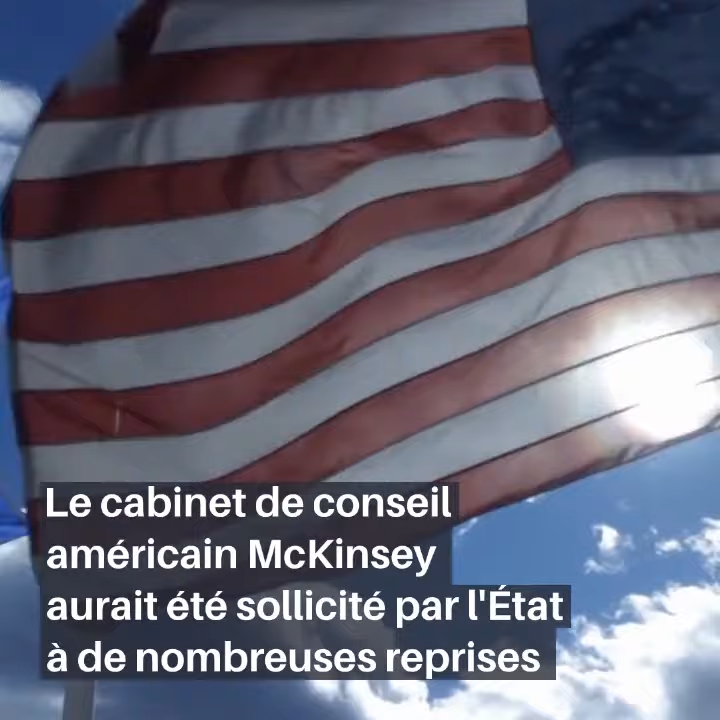 Le cabinet de conseil
américain McKinsey
aurait été sollicité par l'État
à de nombreuses reprises